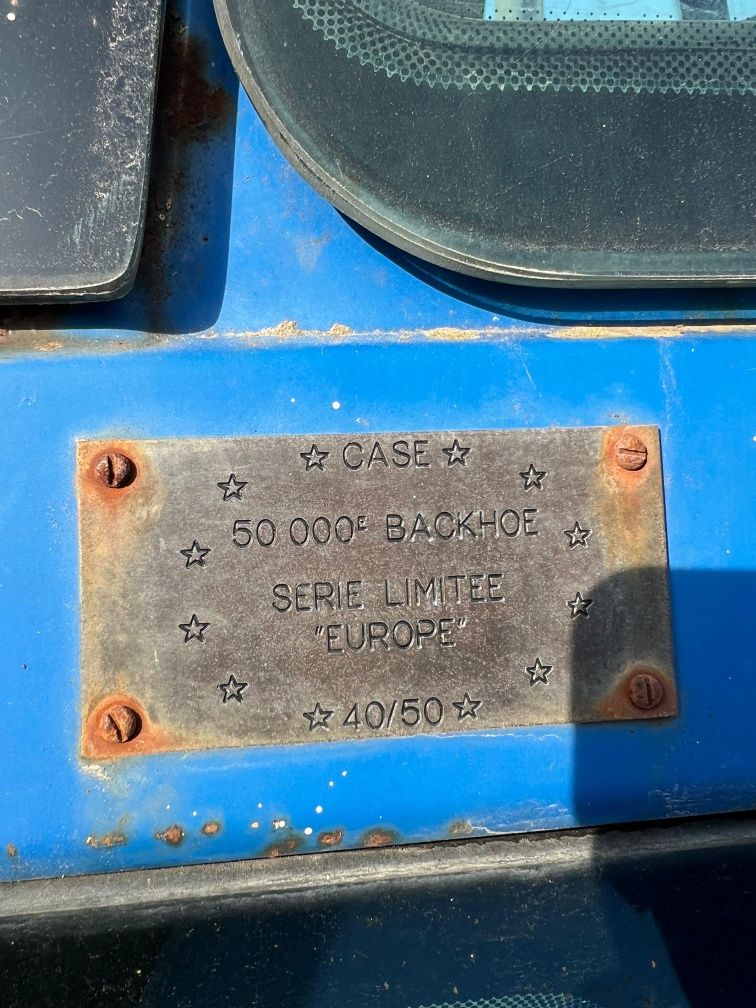 CASE
50 000E BACKHOE
SERIE LIMITEE
"EUROPE"
40/50